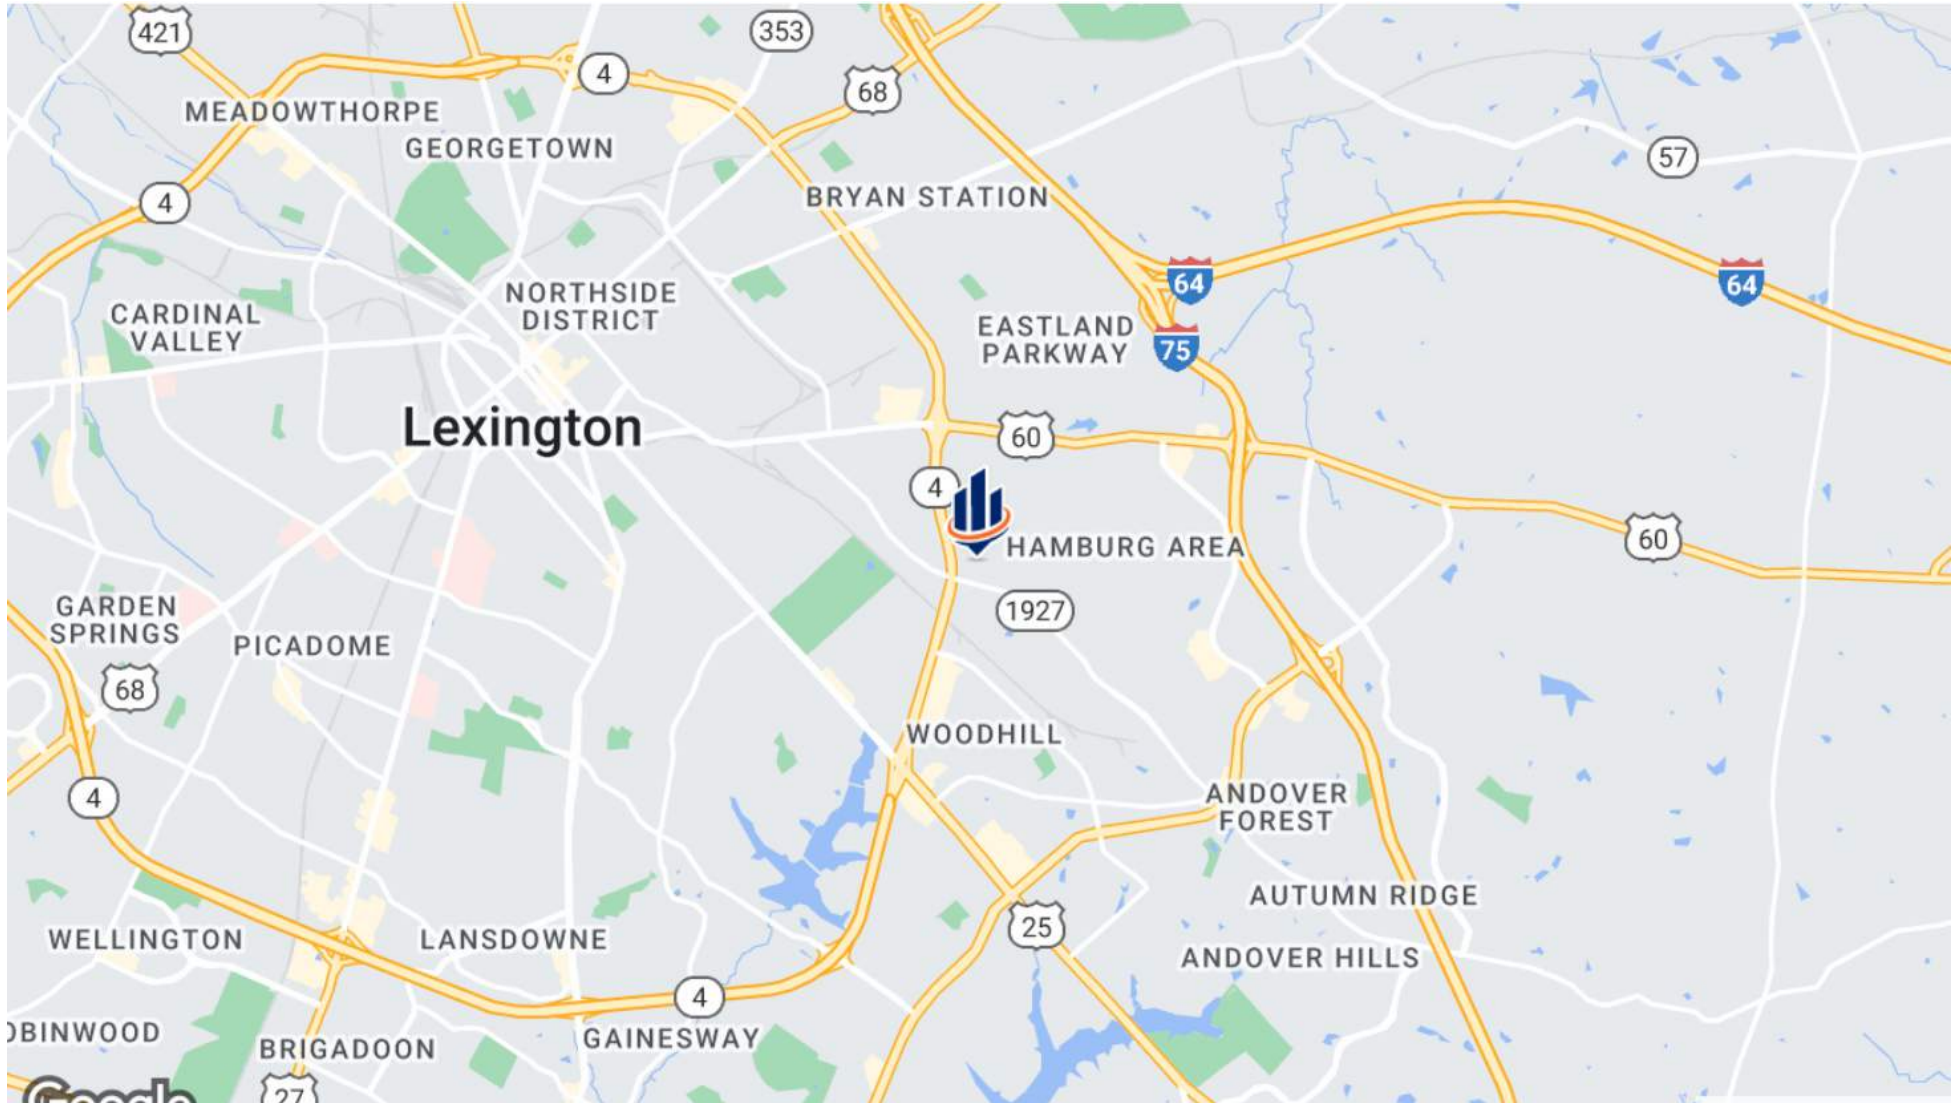 421
353
4
68
MEADOWTHORPE
GEORGETOWN
57
BRYAN STATION
4
64
64
NORTHSIDE
DISTRICT
CARDINAL
VALLEY
EASTLAND
PARKWAY
75
Lexington
60
4
HAMBURG AREA
60
GARDEN
SPRINGS
1927
PICADOME
68
WOODHILL
4
ANDOVER
FOREST
AUTUMN RIDGE
25
WELLINGTON
LANSDOWNE
ANDOVER HILLS
4
OBINWOOD
GAINESWAY
BRIGADOON
Google
27